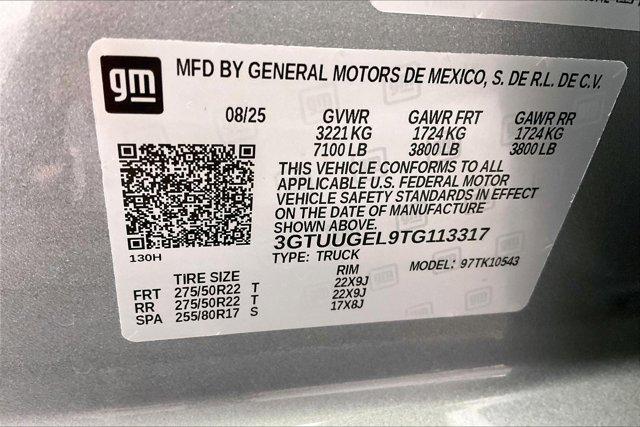 gm
MFD BY GENERAL MOTORS DE MEXICO, S. DE R.L. DE C.V.
08/25 GVWR GAWR FRT GAWR RR
3221 KG 1724 KG 1724 KG
7100 LB 3800 LB 3800 LB
THIS VEHICLE CONFORMS TO ALL
APPLICABLE U.S. FEDERAL MOTOR
VEHICLE SAFETY STANDARDS IN EFFECT
ON THE DATE OF MANUFACTURE
SHOWN ABOVE.
3GTUUGEL9TG113317
130H
TYPE: TRUCK MODEL: 97TK10543
TIRE SIZE RIM
FRT 275/50R22 T 22X9J
RR 275/50R22 T 22X9J
SPA 255/80R17 S 17X8J